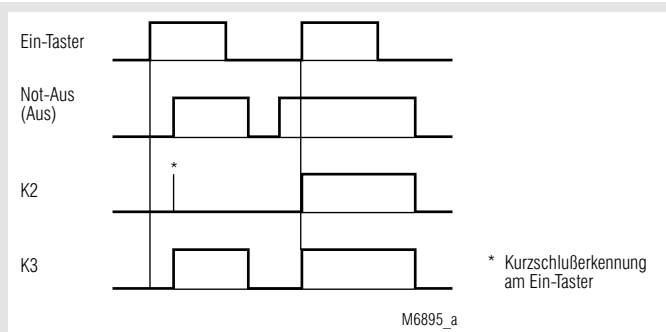 Ein-Taster
Not-Aus
(Aus)
*
K2
K3
* Kurzschlußerkennung
am Ein-Taster
M6895_a